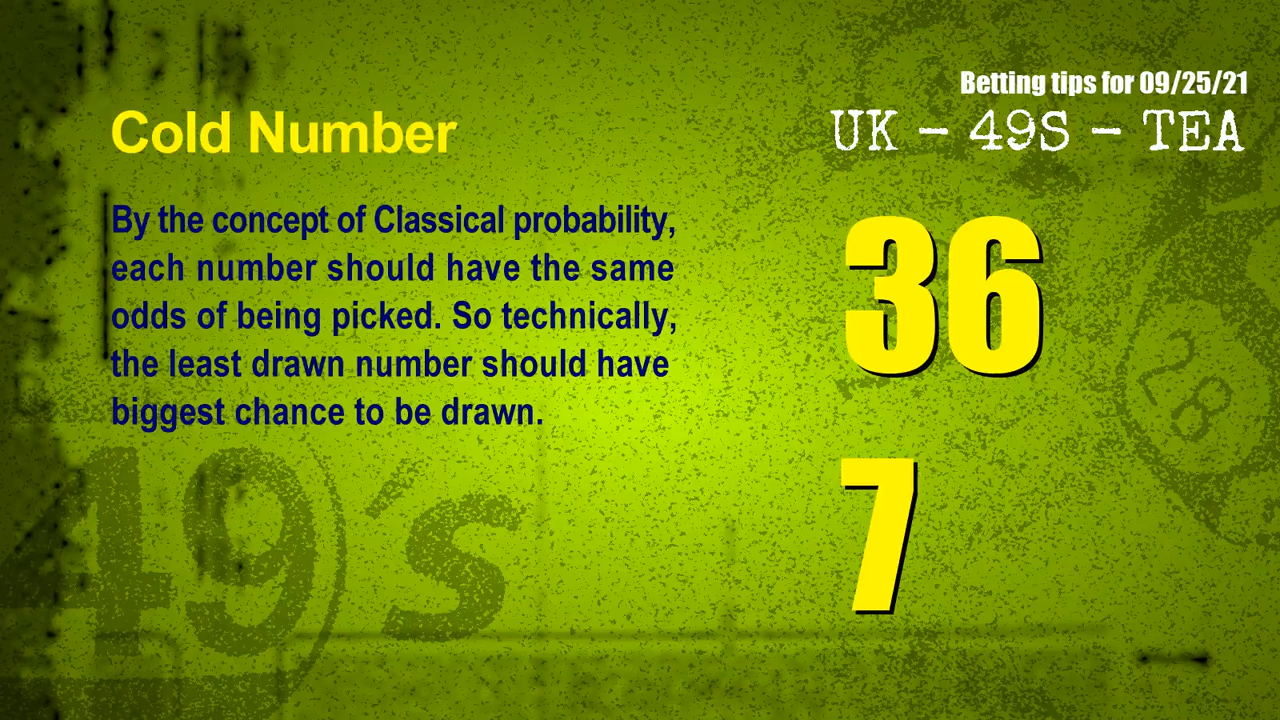 Betting tips for 09/25/21
UK - 49S - TEA
Cold Number
By the concept of Classical probability,
each number should have the same
odds of being picked. So technically,
the least drawn number should have
biggest chance to be drawn.
36
7
28
49's